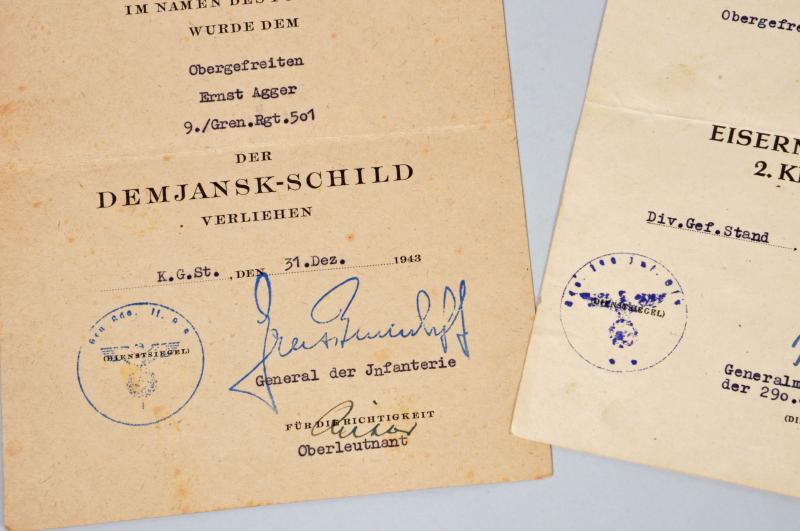 IM NAMEN DES
WURDE DEM
Obergefreiten
Ernst Agger
9./Gren.Rgt.501
DER
DEMJANSK-SCHILD
VERLIEHEN
K.G.St. , DEN 31.Dez. 1943
(DIENSTSIEGEL)
General der Jnfanterie
FÜR DIE RICHTIGKEIT
Oberleutnant
Obergefre
EISERN
2. K
Div.Gef.Stand
(DIENSTSIEGEL)
Generalm
der 290.
(DI